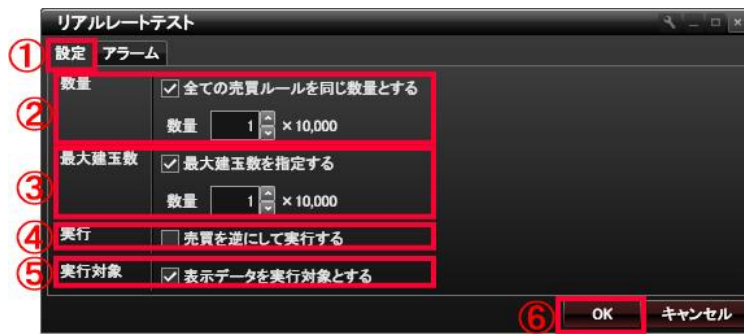 リアルレートテスト
① 設定 アラーム
② 数量 全ての売買ルールを同じ数量とする
数量 1 × 10,000
③ 最大建玉数 最大建玉数を指定する
数量 1 × 10,000
④ 実行 売買を逆にして実行する
⑤ 実行対象 表示データを実行対象とする
⑥ OK キャンセル